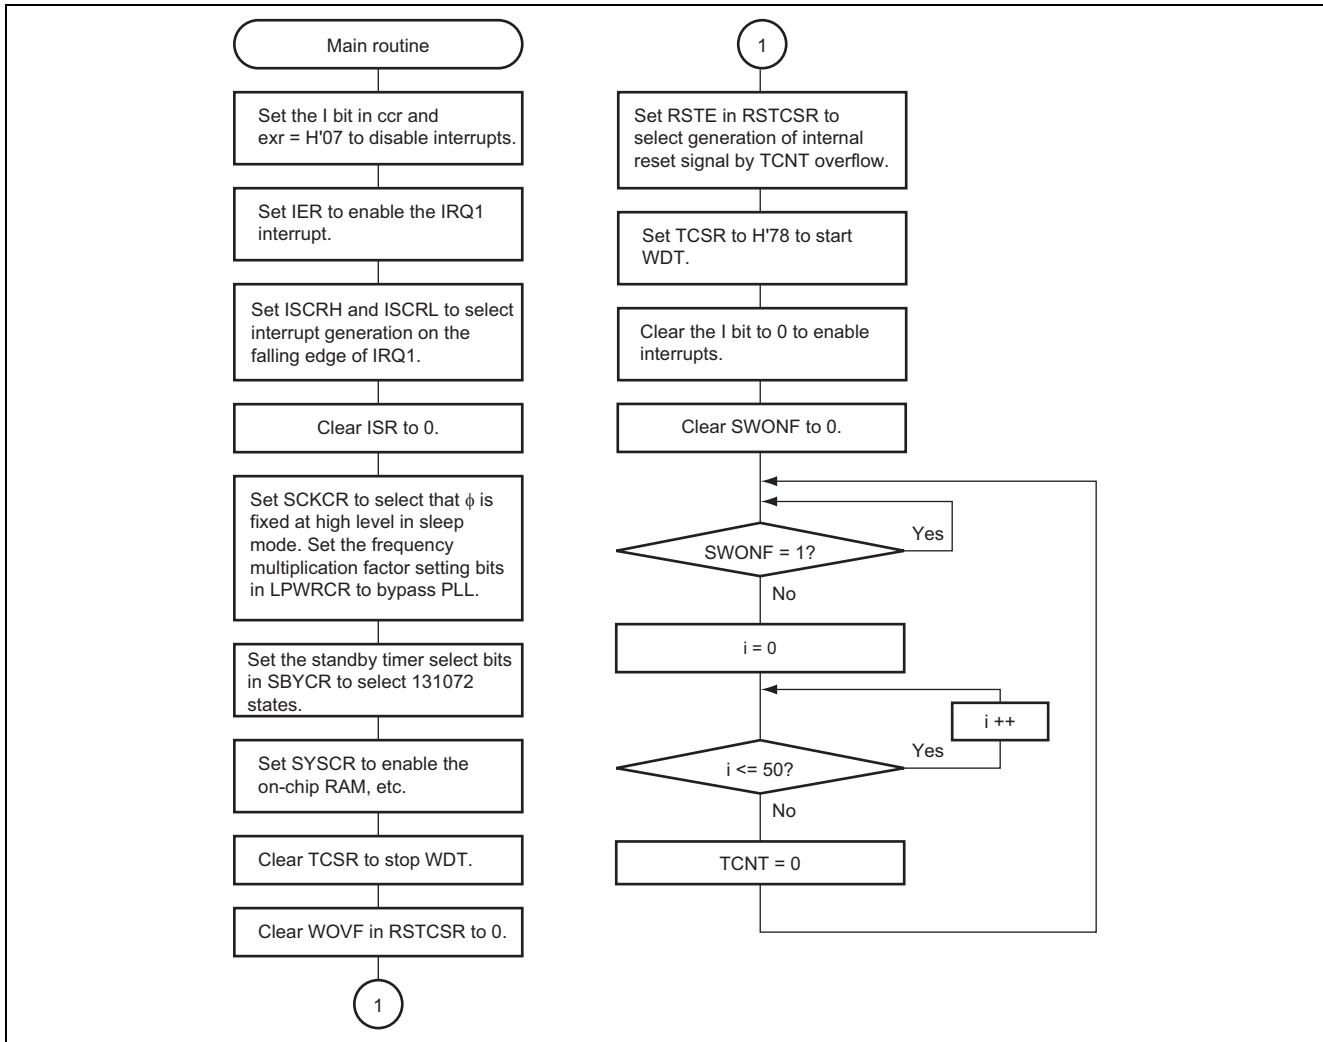 Main routine
Set the I bit in ccr and
exr = H'07 to disable interrupts.
Set IER to enable the IRQ1
interrupt.
Set ISCRH and ISCRL to select
interrupt generation on the
falling edge of IRQ1.
Clear ISR to 0.
Set SCKCR to select that ϕ is
fixed at high level in sleep
mode. Set the frequency
multiplication factor setting bits
in LPWRCR to bypass PLL.
Set the standby timer select bits
in SBYCR to select 131072
states.
Set SYSCR to enable the
on-chip RAM, etc.
Clear TCSR to stop WDT.
Clear WOVF in RSTCSR to 0.
1
1
Set RSTE in RSTCSR to
select generation of internal
reset signal by TCNT overflow.
Set TCSR to H'78 to start
WDT.
Clear the I bit to 0 to enable
interrupts.
Clear SWONF to 0.
SWONF = 1?
Yes
No
i = 0
i ++
i <= 50?
Yes
No
TCNT = 0